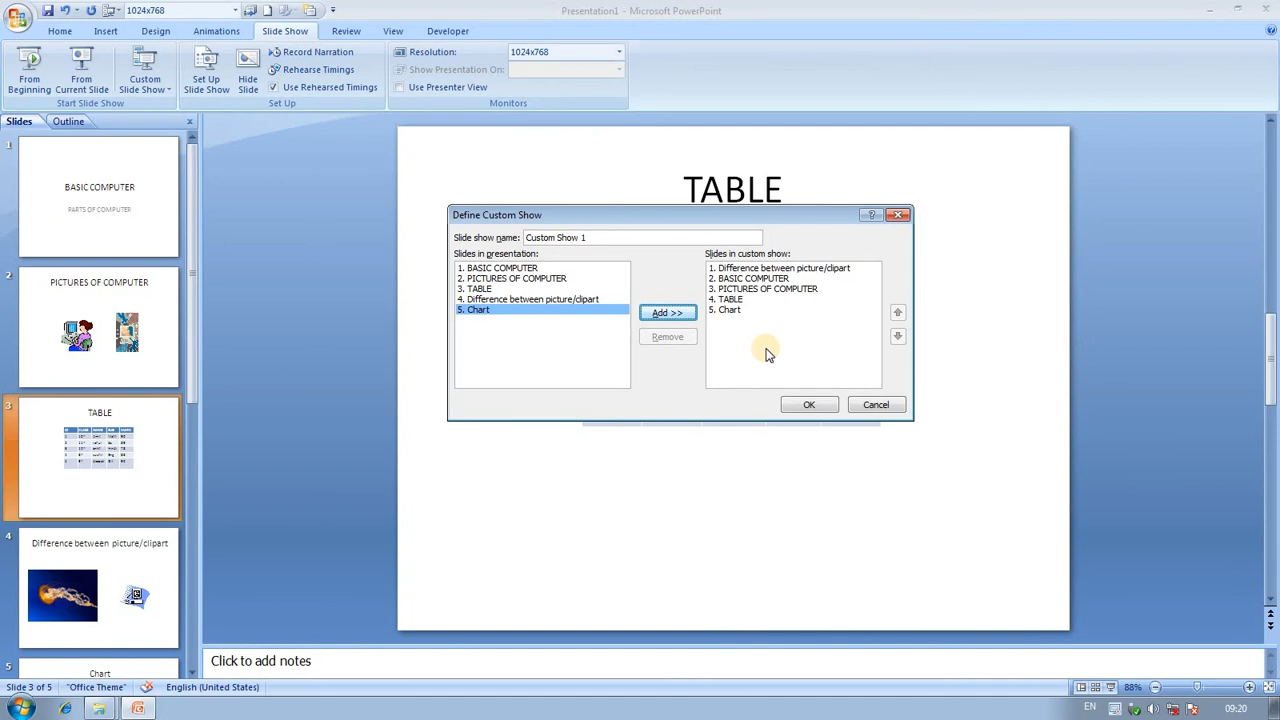 1024x768
Presentation1 - Microsoft PowerPoint
Home Insert Design Animations Slide Show Review View Developer
From Beginning
From Current Slide
Custom Slide Show
Start Slide Show
Set Up Slide Show
Hide Slide
Record Narration
Rehearse Timings
Use Rehearsed Timings
Set Up
Resolution: 1024x768
Show Presentation On:
Use Presenter View
Monitors
Slides Outline
1
BASIC COMPUTER
PARTS OF COMPUTER
2
PICTURES OF COMPUTER
3
TABLE
4
Difference between picture/clipart
5
Chart
TABLE
Define Custom Show
Slide show name: Custom Show 1
Slides in presentation:
1. BASIC COMPUTER
2. PICTURES OF COMPUTER
3. TABLE
4. Difference between picture/clipart
5. Chart
Add >>
Remove
Slides in custom show:
1. Difference between picture/clipart
2. BASIC COMPUTER
3. PICTURES OF COMPUTER
4. TABLE
5. Chart
OK
Cancel
Click to add notes
Slide 3 of 5 "Office Theme" English (United States) 88%
EN 09:20